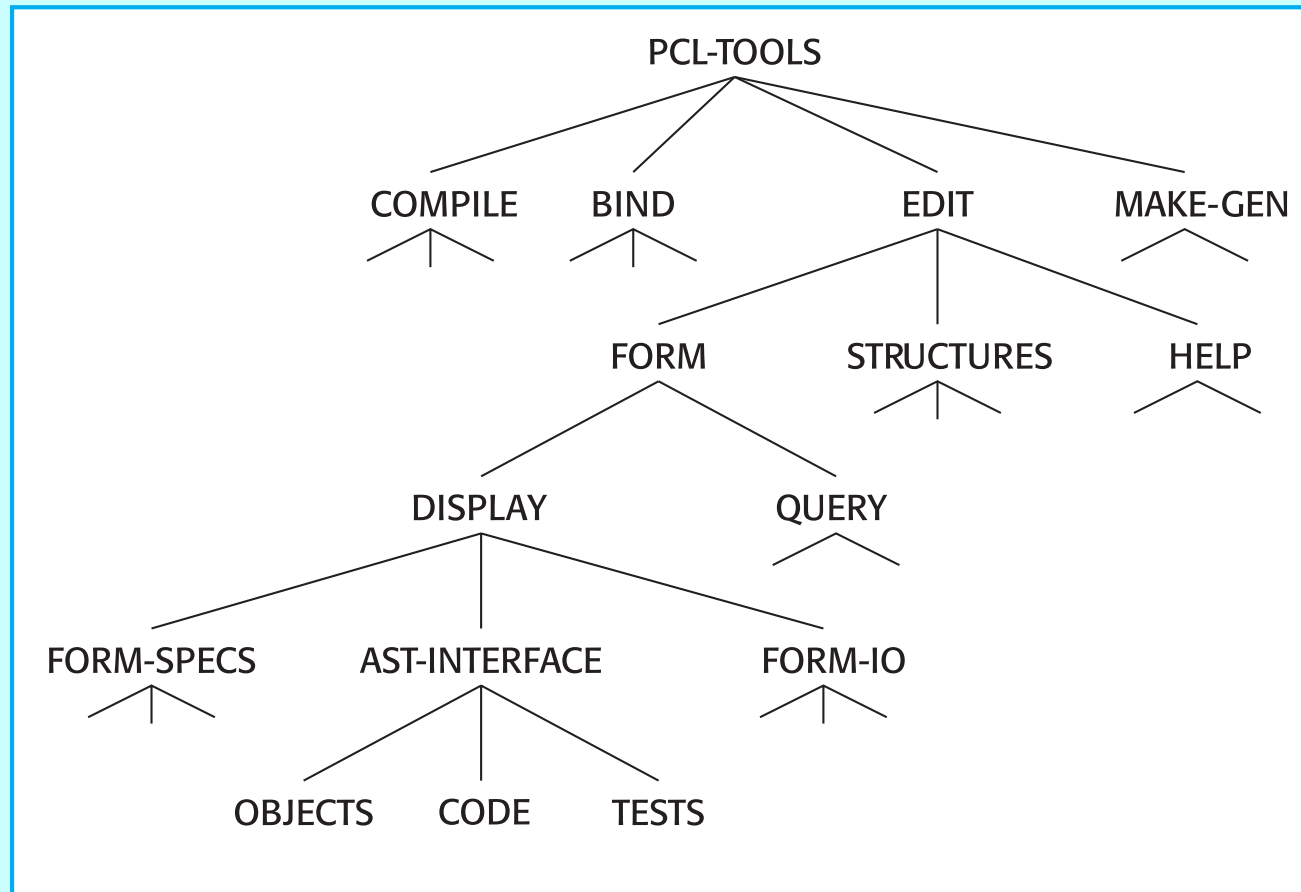 PCL-TOOLS
COMPILE BIND EDIT MAKE-GEN
FORM STRUCTURES HELP
DISPLAY QUERY
FORM-SPECS AST-INTERFACE FORM-IO
OBJECTS CODE TESTS